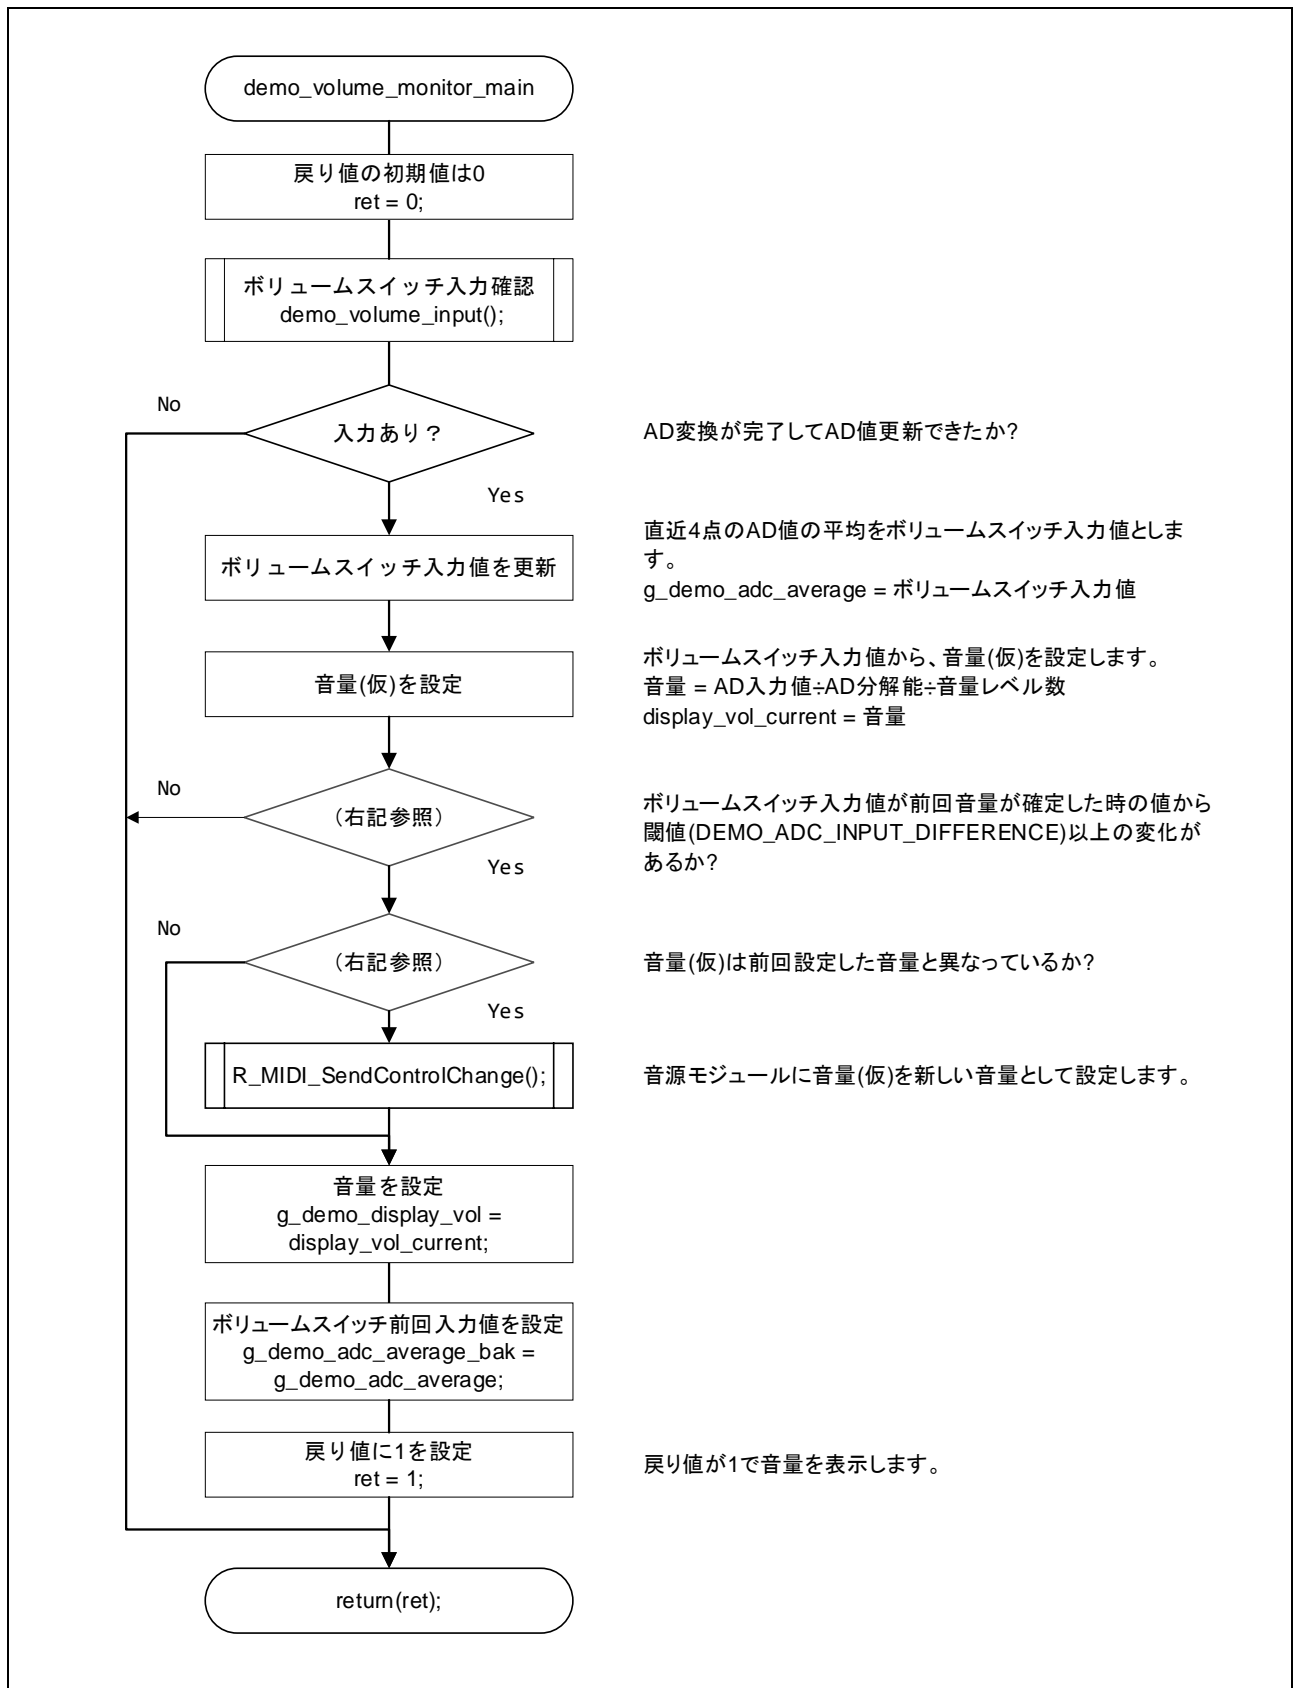 demo_volume_monitor_main
戻り値の初期値は0
ret = 0;
ボリュームスイッチ入力確認
demo_volume_input();
No
入力あり？
AD変換が完了してAD値更新できたか?
Yes
直近4点のAD値の平均をボリュームスイッチ入力値としま
す。
g_demo_adc_average = ボリュームスイッチ入力値
ボリュームスイッチ入力値を更新
ボリュームスイッチ入力値から、音量(仮)を設定します。
音量 = AD入力値÷AD分解能÷音量レベル数
display_vol_current = 音量
音量(仮)を設定
No
（右記参照）
ボリュームスイッチ入力値が前回音量が確定した時の値から
閾値(DEMO_ADC_INPUT_DIFFERENCE)以上の変化が
あるか?
Yes
No
（右記参照）
音量(仮)は前回設定した音量と異なっているか?
Yes
R_MIDI_SendControlChange();
音源モジュールに音量(仮)を新しい音量として設定します。
音量を設定
g_demo_display_vol =
display_vol_current;
ボリュームスイッチ前回入力値を設定
g_demo_adc_average_bak =
g_demo_adc_average;
戻り値に1を設定
ret = 1;
戻り値が1で音量を表示します。
return(ret);